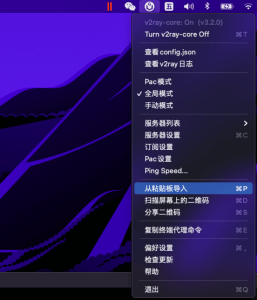 五
v2ray-core: On (v3.2.0)
Turn v2ray-core Off ⌘T
查看 config.json
查看 v2ray 日志
Pac 模式
✓ 全局模式
手动模式
服务器列表 >
服务器设置 ⌘C
订阅设置
Pac 设置
Ping Speed...
从粘贴板导入 ⌘P
扫描屏幕上的二维码 ⌘D
分享二维码 ⌘S
复制终端代理命令 ⌘E
偏好设置 ⌘,
检查更新
帮助
退出 ⌘Q